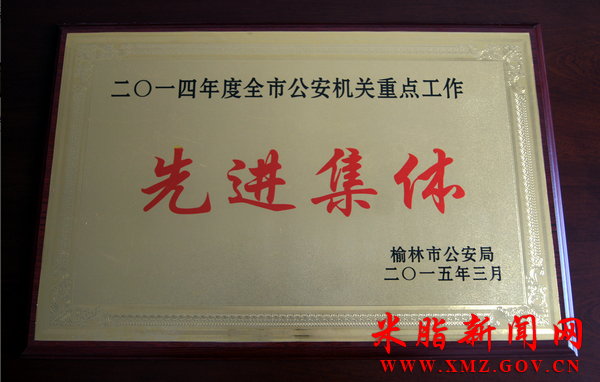 二〇一四年度全市公安机关重点工作
先进集体
榆林市公安局
二〇一五年三月
米脂新闻网
WWW.XMZ.GOV.CN